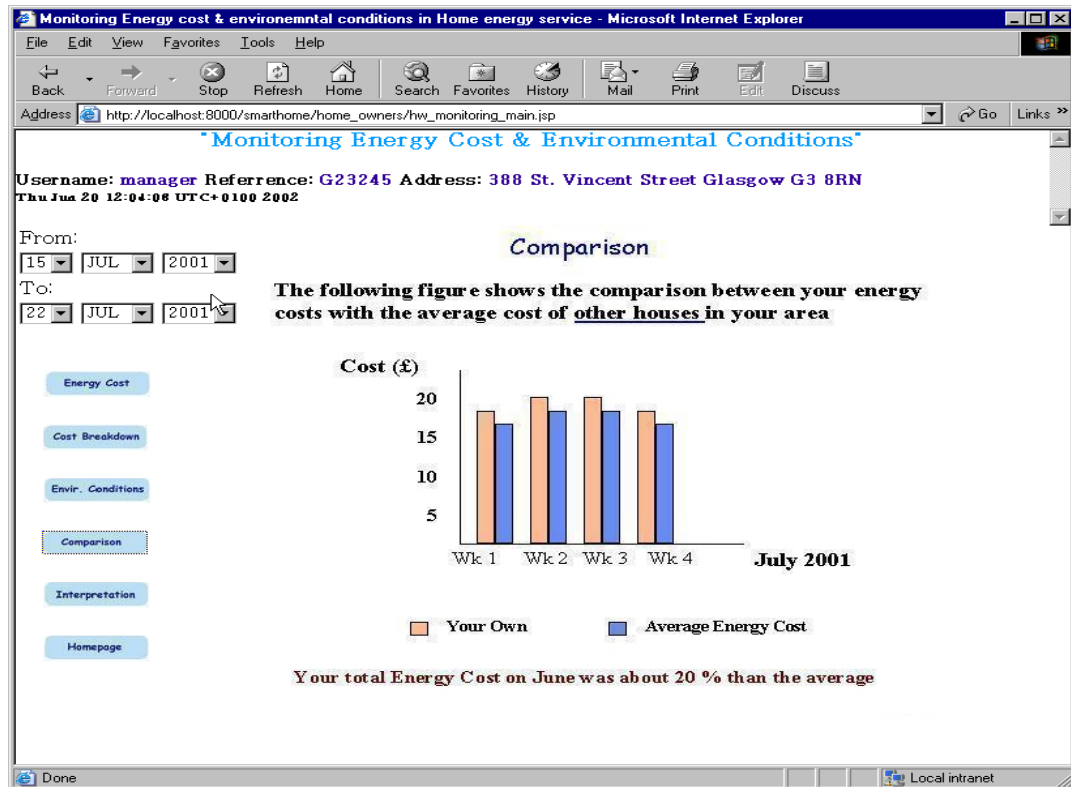 Monitoring Energy cost & environemntal conditions in Home energy service - Microsoft Internet Explorer
File Edit View Favorites Tools Help
Back Forward Stop Refresh Home Search Favorites History Mail Print Edit Discuss
Address http://localhost:8000/smarthome/home_owners/hw_monitoring_main.jsp Go Links »
"Monitoring Energy Cost & Environmental Conditions"
Username: manager Referrence: G23245 Address: 388 St. Vincent Street Glasgow G3 8RN
Thu Jun 20 12:04:06 UTC+0100 2002
From:
15 JUL 2001
To:
22 JUL 2001
Energy Cost
Cost Breakdown
Envir. Conditions
Comparison
Interpretation
Homepage
Comparison
The following figure shows the comparison between your energy
costs with the average cost of other houses in your area
Cost (£)
20
15
10
5
Wk 1 Wk 2 Wk 3 Wk 4 July 2001
Your Own Average Energy Cost
Your total Energy Cost on June was about 20 % than the average
Done Local intranet